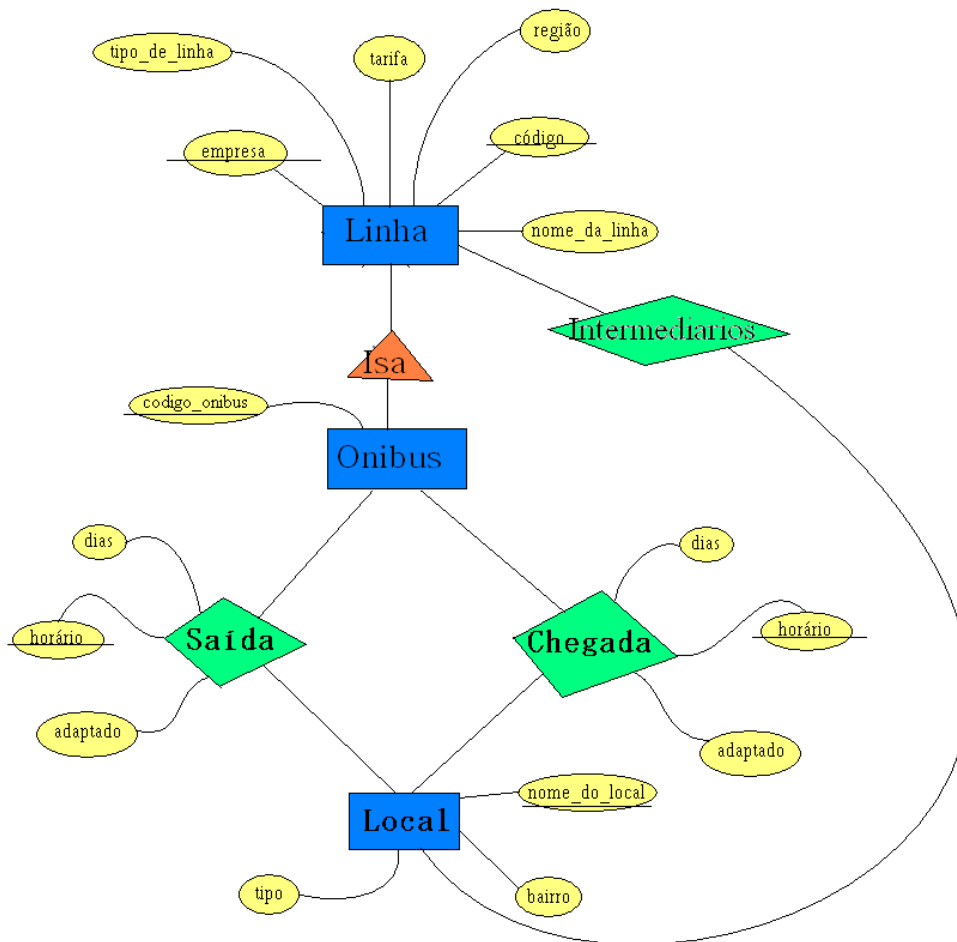 região
tipo_de_linha
tarifa
código
empresa
Linha
nome_da_linha
Intermediarios
Isa
codigo_onibus
Onibus
dias
dias
horário
Saída
Chegada
horário
adaptado
adaptado
nome_do_local
Local
tipo
bairro